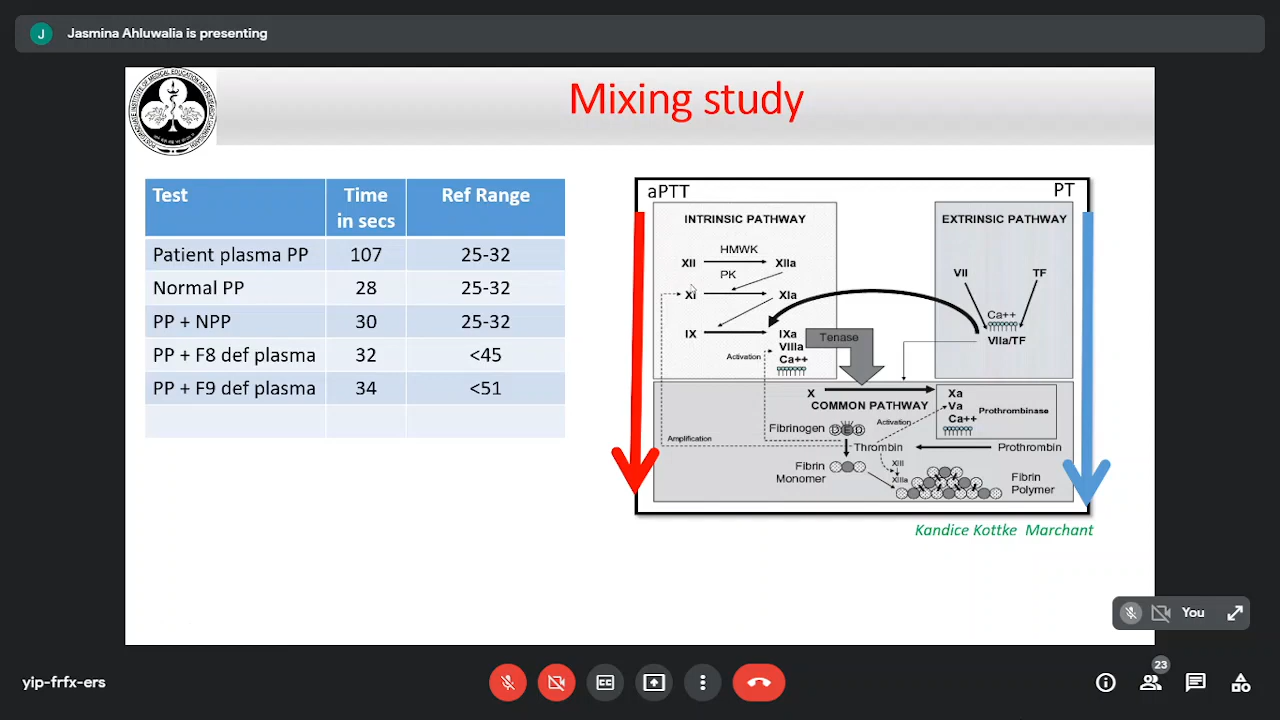 J
Jasmina Ahluwalia is presenting
Mixing study
Test Time in secs Ref Range
Patient plasma PP 107 25-32
Normal PP 28 25-32
PP + NPP 30 25-32
PP + F8 def plasma 32 <45
PP + F9 def plasma 34 <51
aPTT
PT
INTRINSIC PATHWAY
EXTRINSIC PATHWAY
HMWK
XII
XIIa
PK
XI
XIa
IX
IXa
VIIIa
Ca++
Activation
Tenase
VII
TF
Ca++
VIIa/TF
X
COMMON PATHWAY
Xa
Va
Ca++
Prothrombinase
Activation
Fibrinogen
D E D
Amplification
Thrombin
Prothrombin
Fibrin
Monomer
XIII
XIIIa
Fibrin
Polymer
Kandice Kottke Marchant
You
yip-frfx-ers
23